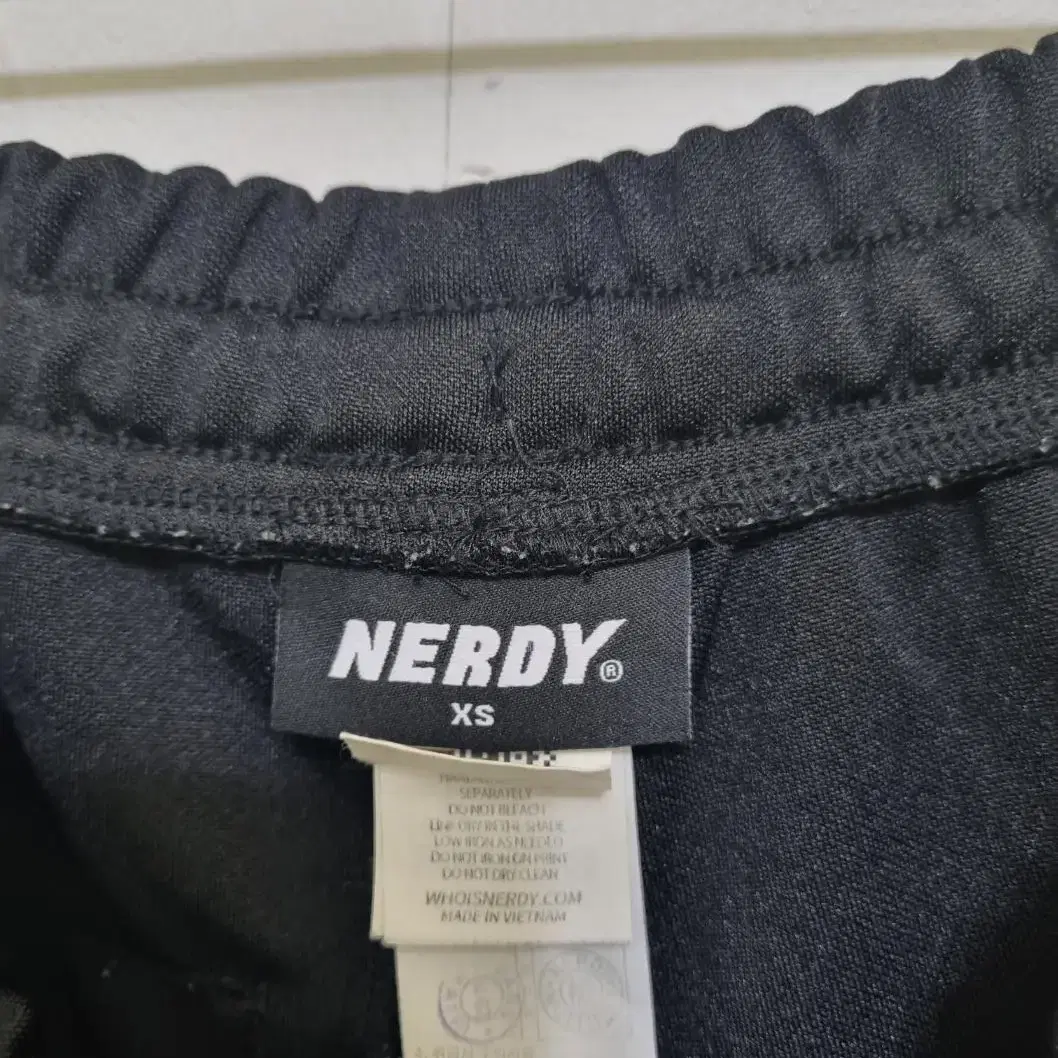 NERDY®
XS
SEPARATELY
DO NOT BLEACH
LINE DRY IN THE SHADE
LOW IRON AS NEEDED
DO NOT IRON ON PRINT
DO NOT DRY CLEAN
WHOISNERDY.COM
MADE IN VIETNAM